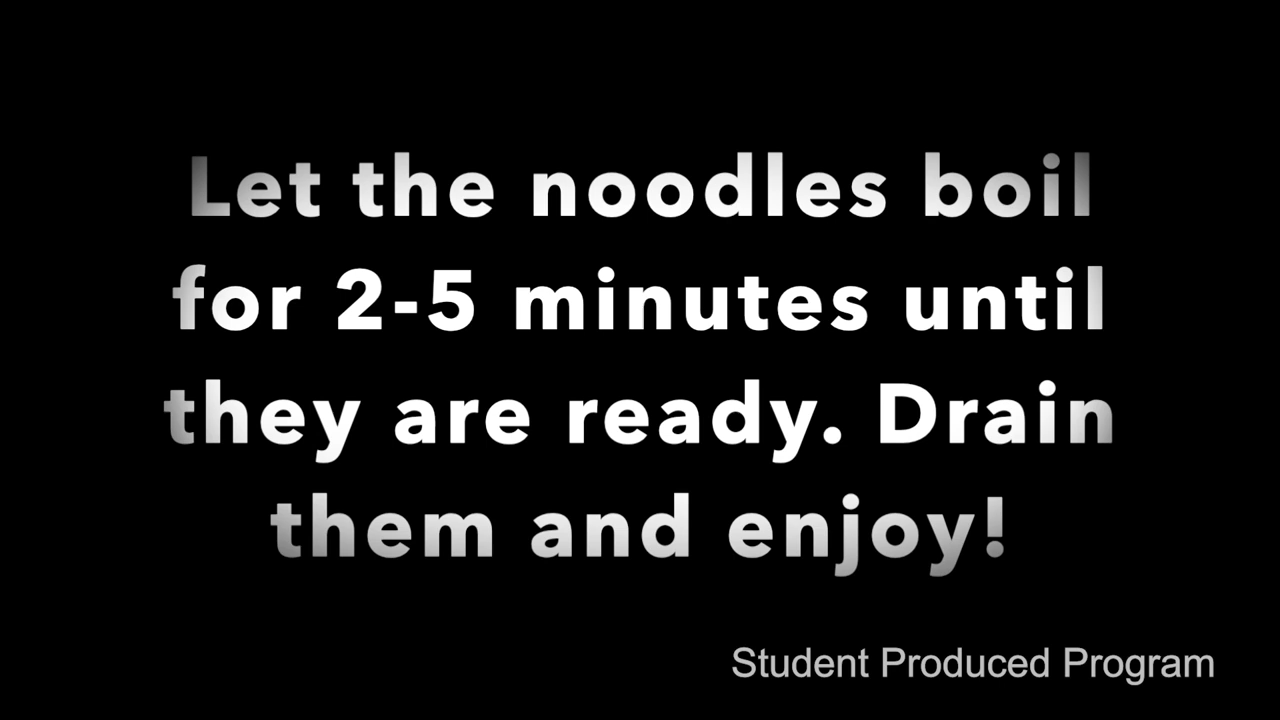 Let the noodles boil
for 2-5 minutes until
they are ready. Drain
them and enjoy!
Student Produced Program